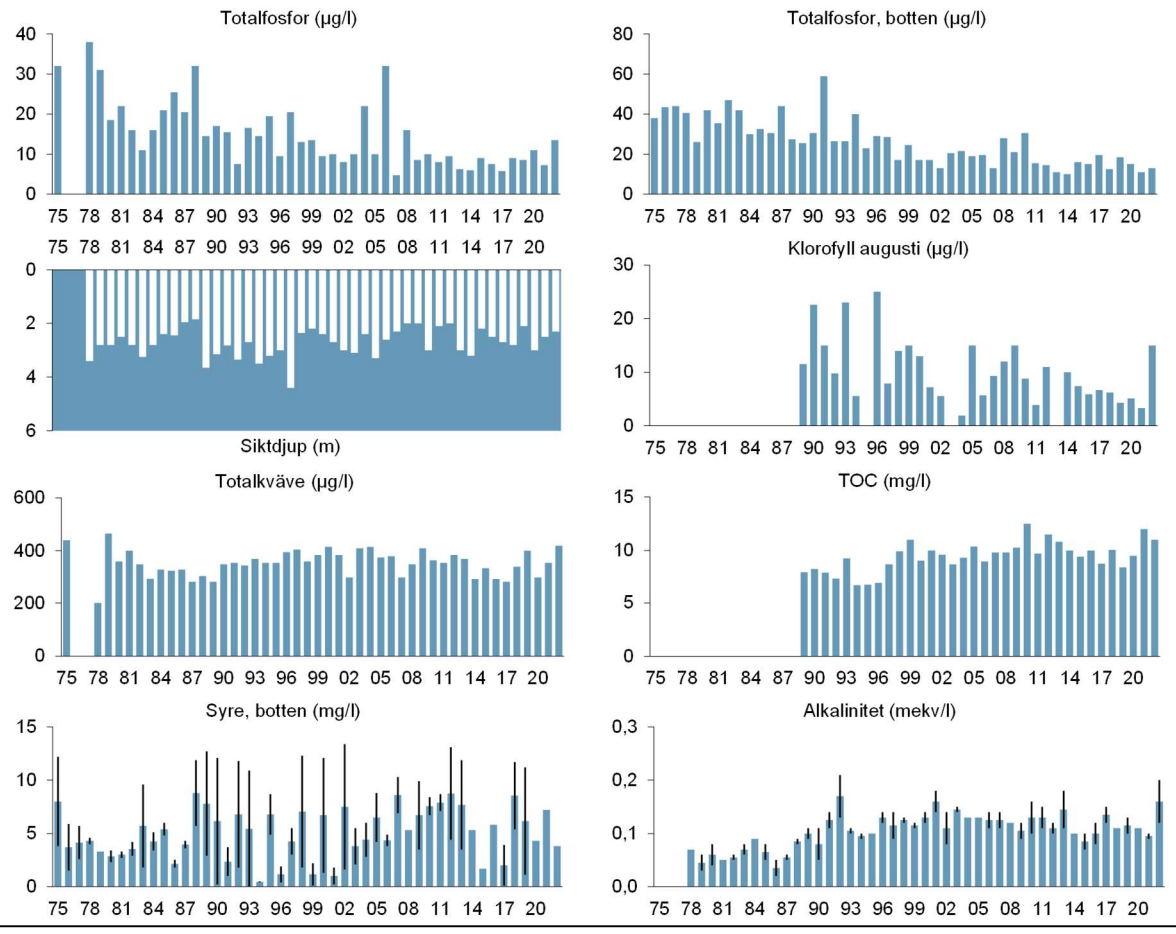 Totalfosfor (µg/l)
40
30
20
10
0
75 78 81 84 87 90 93 96 99 02 05 08 11 14 17 20
Totalfosfor, botten (µg/l)
80
60
40
20
0
75 78 81 84 87 90 93 96 99 02 05 08 11 14 17 20
75 78 81 84 87 90 93 96 99 02 05 08 11 14 17 20
0
2
4
6
Siktdjup (m)
Klorofyll augusti (µg/l)
30
20
10
0
75 78 81 84 87 90 93 96 99 02 05 08 11 14 17 20
Totalkväve (µg/l)
600
400
200
0
75 78 81 84 87 90 93 96 99 02 05 08 11 14 17 20
TOC (mg/l)
15
10
5
0
75 78 81 84 87 90 93 96 99 02 05 08 11 14 17 20
Syre, botten (mg/l)
15
10
5
0
75 78 81 84 87 90 93 96 99 02 05 08 11 14 17 20
Alkalinitet (mekv/l)
0,3
0,2
0,1
0,0
75 78 81 84 87 90 93 96 99 02 05 08 11 14 17 20